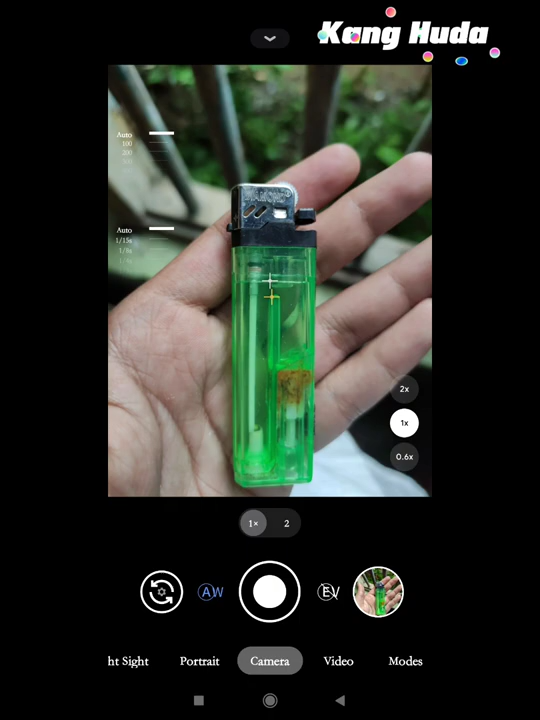 Kang Huda
Auto
100
200
Auto
1/15s
1/8s
2x
1x
0.6x
1× 2
AW
EV
ht Sight Portrait Camera Video Modes